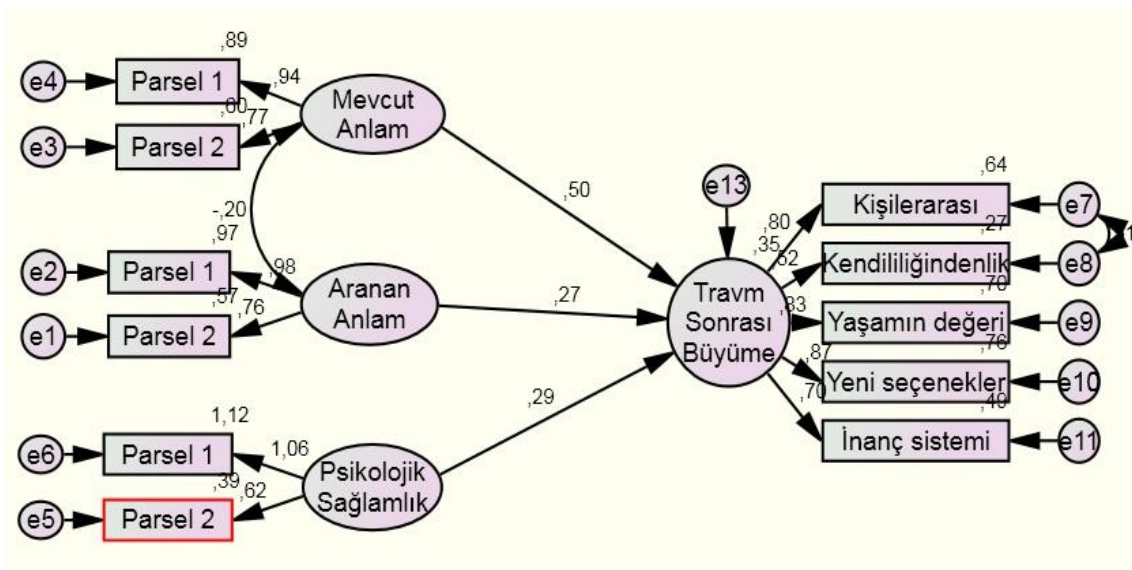 ,89
e4
Parsel 1
,94
Mevcut
Anlam
,60
,77
e3
Parsel 2
-,20
,97
e2
Parsel 1
,98
Aranan
Anlam
,57
,76
e1
Parsel 2
1,12
e6
Parsel 1
1,06
Psikolojik
Sağlamlık
,39
,62
e5
Parsel 2
,50
,27
,29
e13
,35
Travm
Sonrası
Büyüme
,64
,80
Kişilerarası
e7
,27
,52
Kendililiğindenlik
e8
,70
,83
Yaşamın değeri
e9
,76
,87
Yeni seçenekler
e10
,49
,70
İnanç sistemi
e11